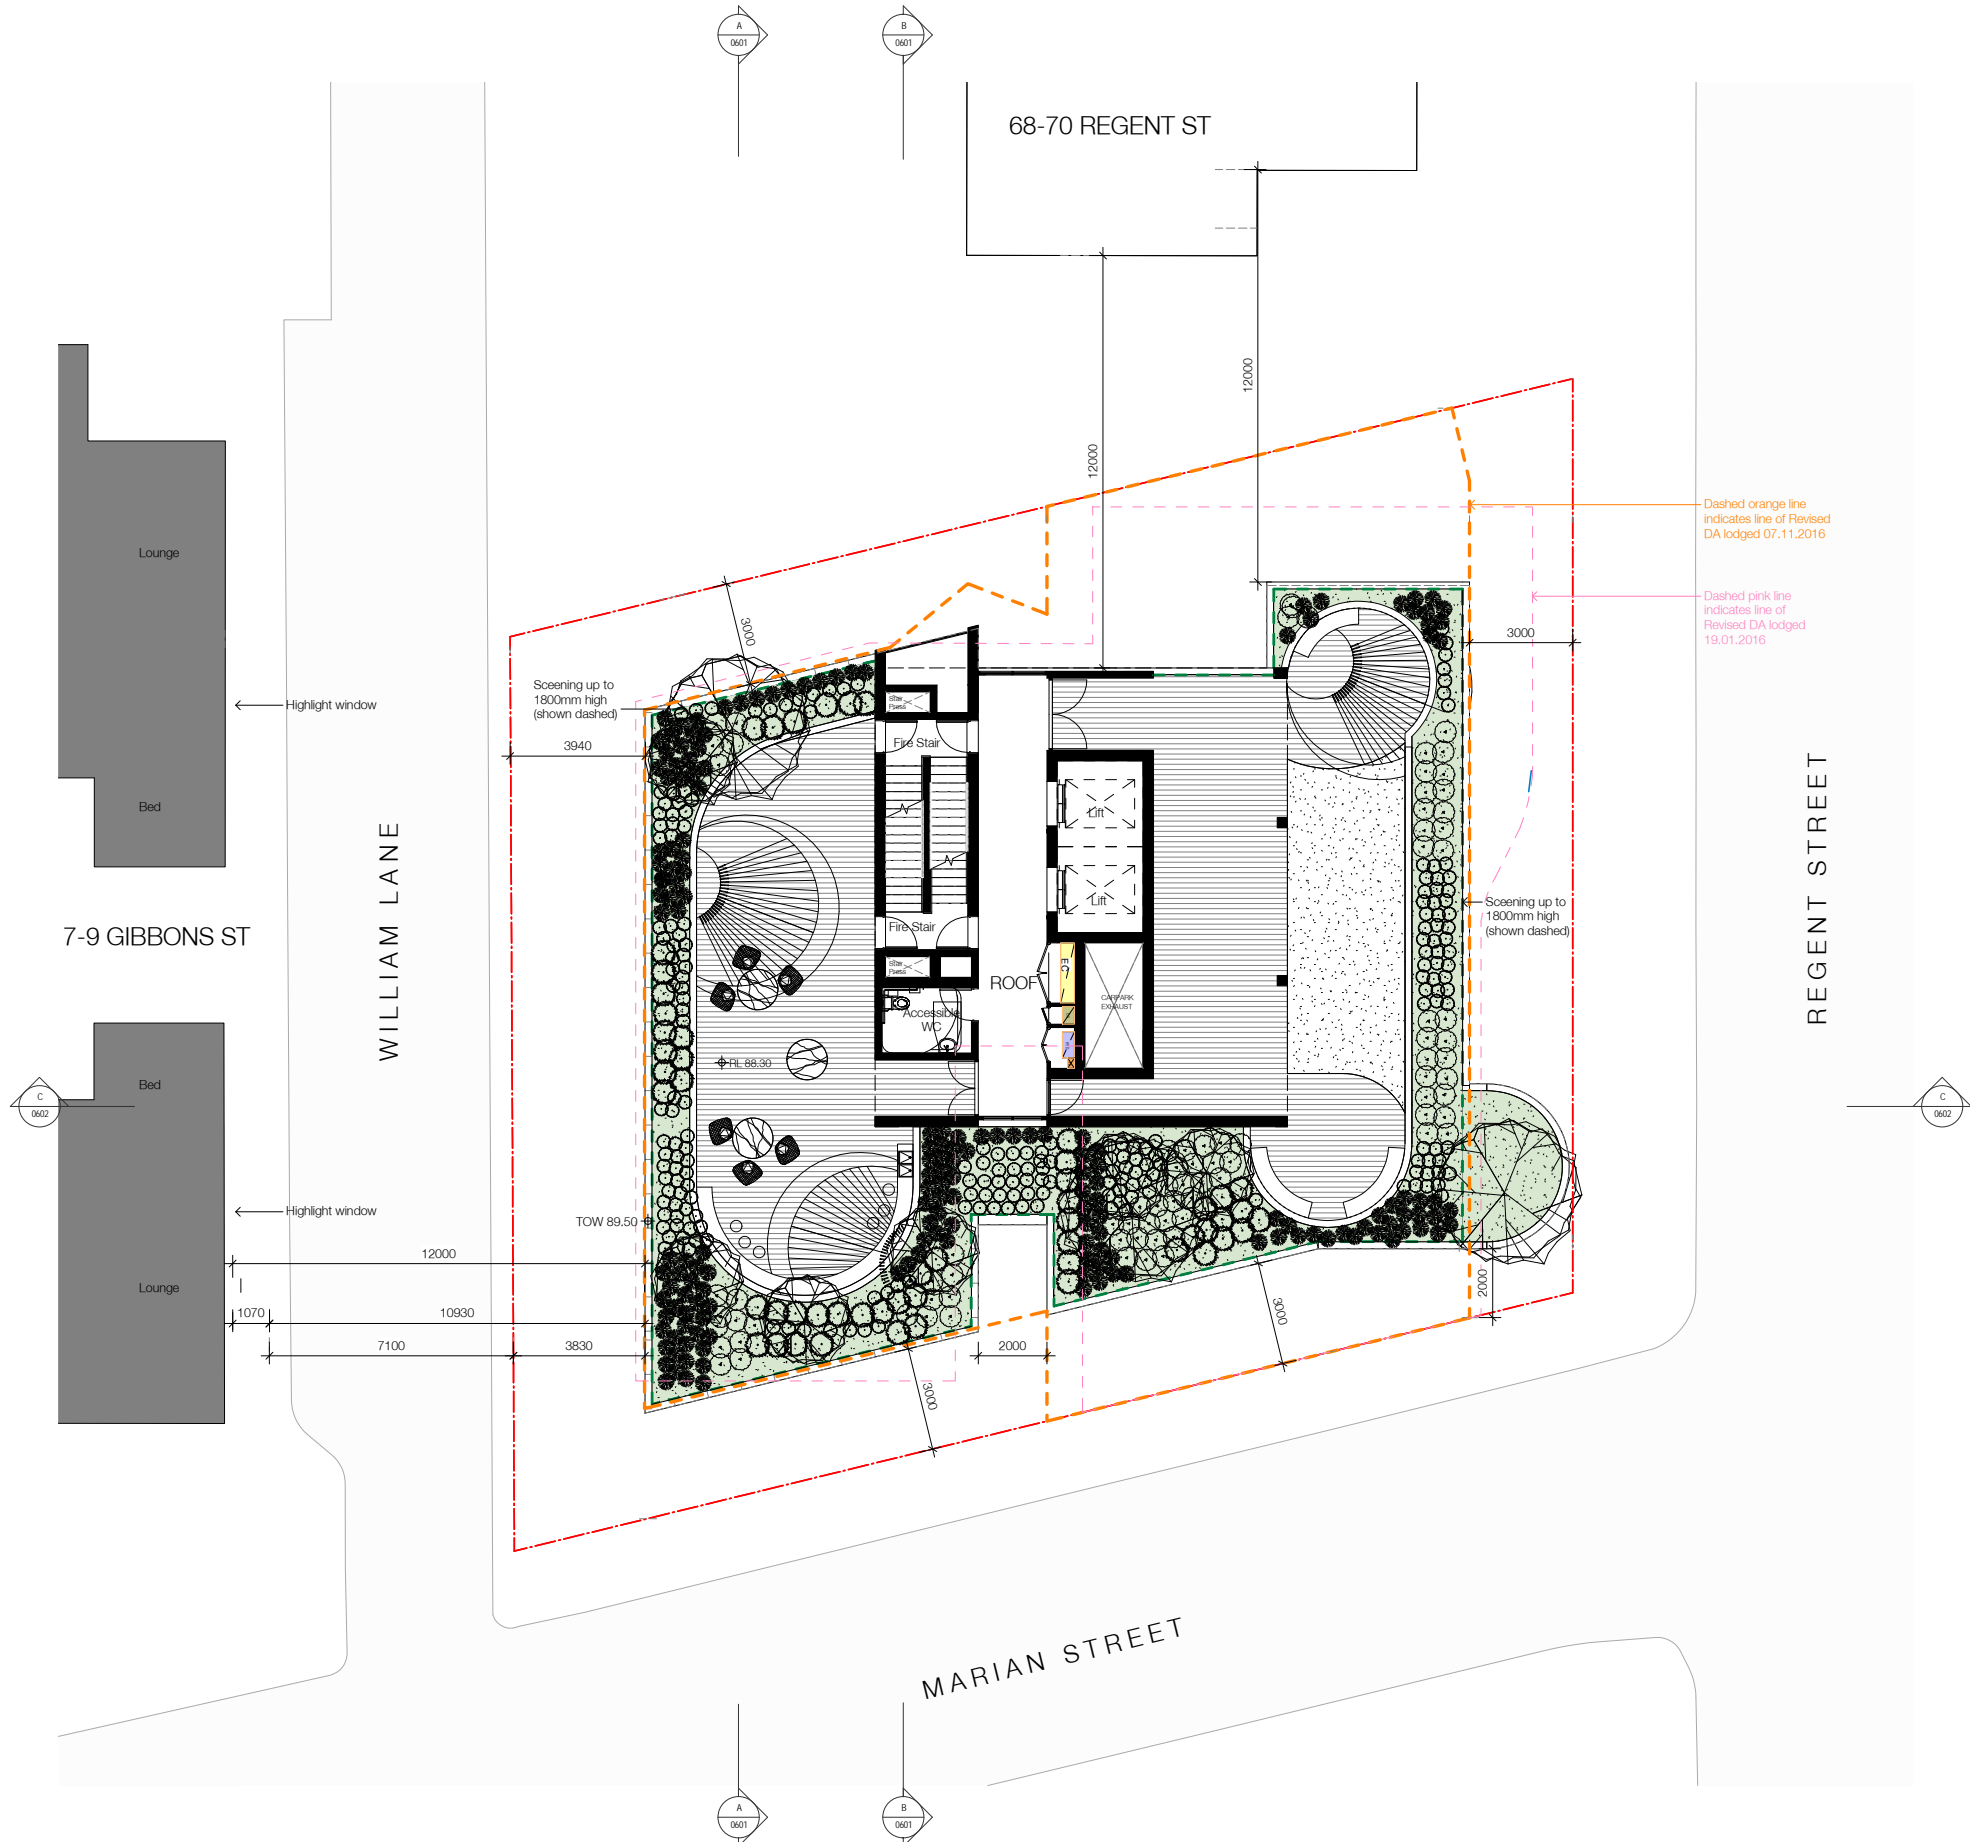 A
0601
B
0601
68-70 REGENT ST
12000
12000
Dashed orange line
indicates line of Revised
DA lodged 07.11.2016
Dashed pink line
indicates line of
Revised DA lodged
19.01.2016
3000
3000
Lounge
Sceening up to
1800mm high
(shown dashed)
Highlight window
3940
Stair
Press
Fire Stair
Bed
Lift
Lift
WILLIAM LANE
REGENT STREET
7-9 GIBBONS ST
Fire Stair
Sceening up to
1800mm high
(shown dashed)
Stair
Press
EC
ROOF
CARPARK
EXHAUST
Accessible
WC
RL 88.30
Bed
C
0602
C
0602
Highlight window
TOW 89.50
12000
Lounge
1070
10930
7100
3830
2000
3000
3000
2000
MARIAN STREET
A
0601
B
0601